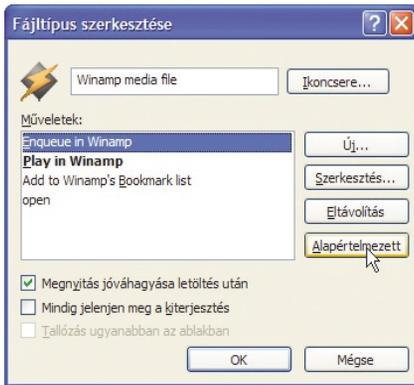 Fájltípus szerkesztése
Winamp media file
Ikoncsere...
Műveletek:
Enqueue in Winamp
Play in Winamp
Add to Winamp's Bookmark list
open
Új...
Szerkesztés...
Eltávolítás
Alapértelmezett
Megnyitás jóváhagyása letöltés után
Mindig jelenjen meg a kiterjesztés
Tallózás ugyanabban az ablakban
OK
Mégse